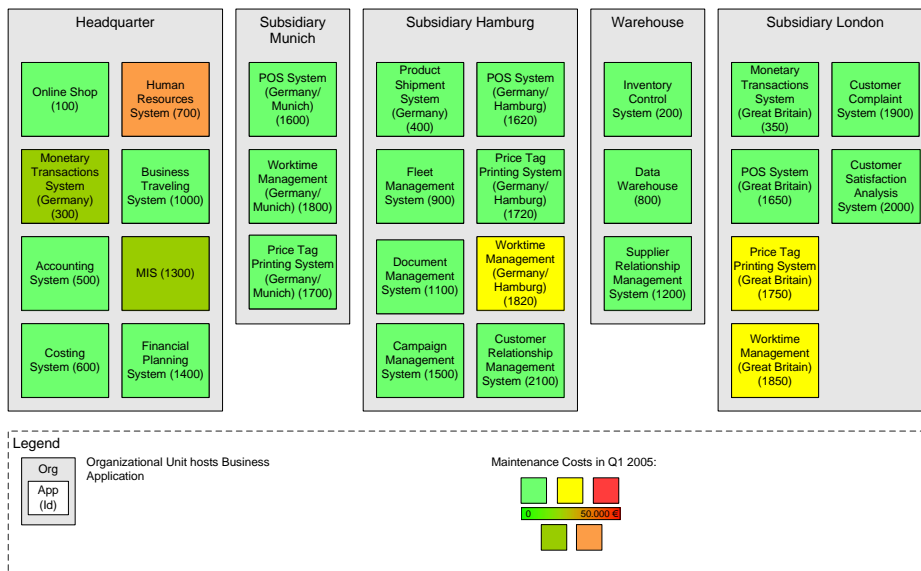 Headquarter
Online Shop
(100)
Human
Resources
System (700)
Monetary
Transactions
System
(Germany)
(300)
Business
Traveling
System (1000)
Accounting
System (500)
MIS (1300)
Costing
System (600)
Financial
Planning
System (1400)
Subsidiary
Munich
POS System
(Germany/
Munich)
(1600)
Worktime
Management
(Germany/
Munich) (1800)
Price Tag
Printing System
(Germany/
Munich) (1700)
Subsidiary Hamburg
Product
Shipment
System
(Germany)
(400)
POS System
(Germany/
Hamburg)
(1620)
Fleet
Management
System (900)
Price Tag
Printing System
(Germany/
Hamburg)
(1720)
Document
Management
System (1100)
Worktime
Management
(Germany/
Hamburg)
(1820)
Campaign
Management
System (1500)
Customer
Relationship
Management
System (2100)
Warehouse
Inventory
Control
System (200)
Data
Warehouse
(800)
Supplier
Relationship
Management
System (1200)
Subsidiary London
Monetary
Transactions
System
(Great Britain)
(350)
Customer
Complaint
System (1900)
POS System
(Great Britain)
(1650)
Customer
Satisfaction
Analysis
System (2000)
Price Tag
Printing System
(Great Britain)
(1750)
Worktime
Management
(Great Britain)
(1850)
Legend
Org
App
(Id)
Organizational Unit hosts Business
Application
Maintenance Costs in Q1 2005:
0 50.000 €